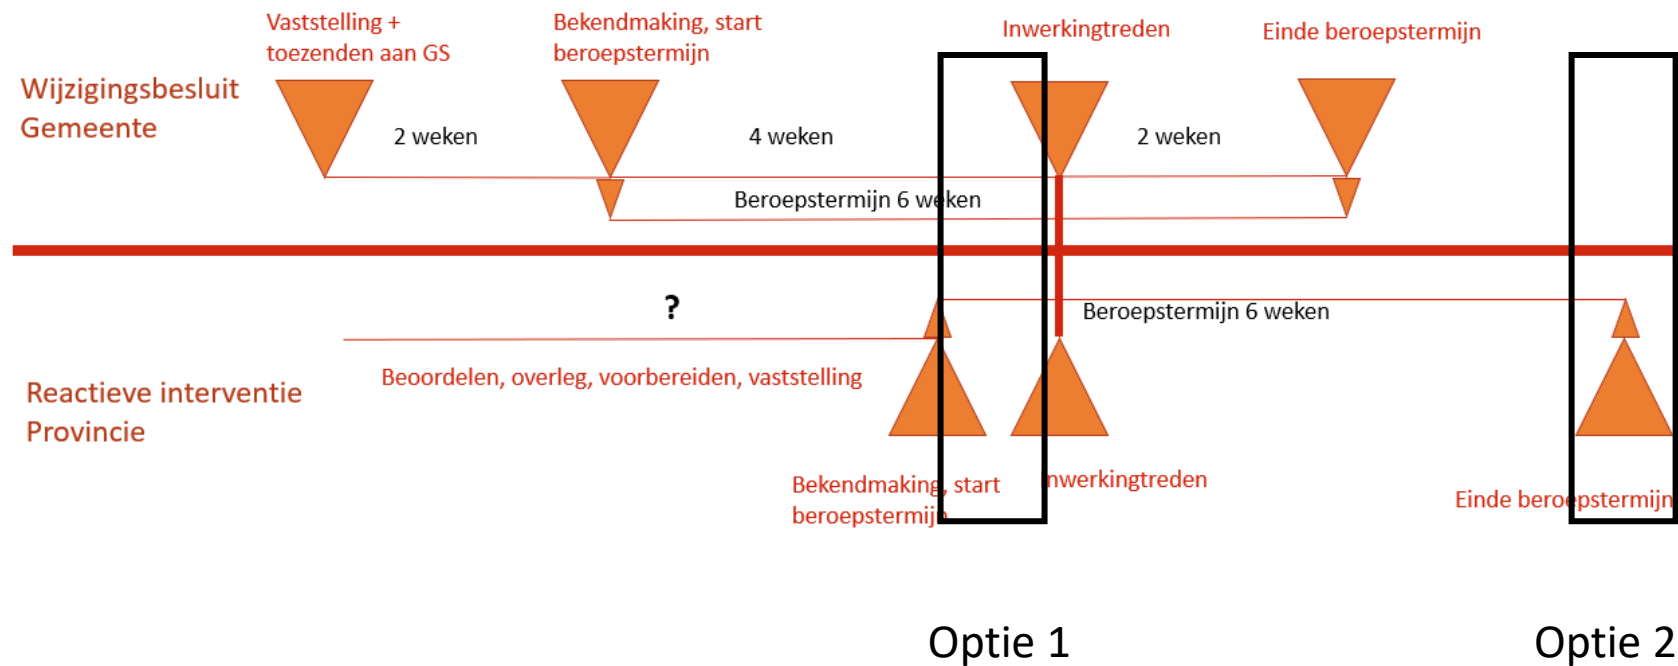 Vaststelling +
toezenden aan GS
Bekendmaking, start
beroepstermijn
Inwerkingtreden
Einde beroepstermijn
Wijzigingsbesluit
Gemeente
2 weken
4 weken
2 weken
Beroepstermijn 6 weken
?
Beroepstermijn 6 weken
Beoordelen, overleg, voorbereiden, vaststelling
Reactieve interventie
Provincie
Bekendmaking, start
beroepstermijn
Inwerkingtreden
Einde beroepstermijn
Optie 1
Optie 2